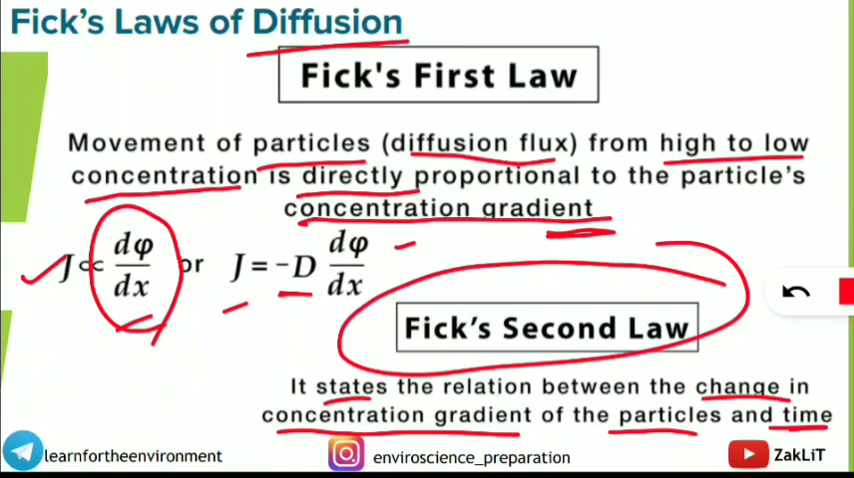 Fick's Laws of Diffusion
Fick's First Law
Movement of particles (diffusion flux) from high to low
concentration is directly proportional to the particle's
concentration gradient
J ∝ dφ/dx or J = -D dφ/dx
Fick's Second Law
It states the relation between the change in
concentration gradient of the particles and time
learnfortheenvironment
enviroscience_preparation
ZakLiT